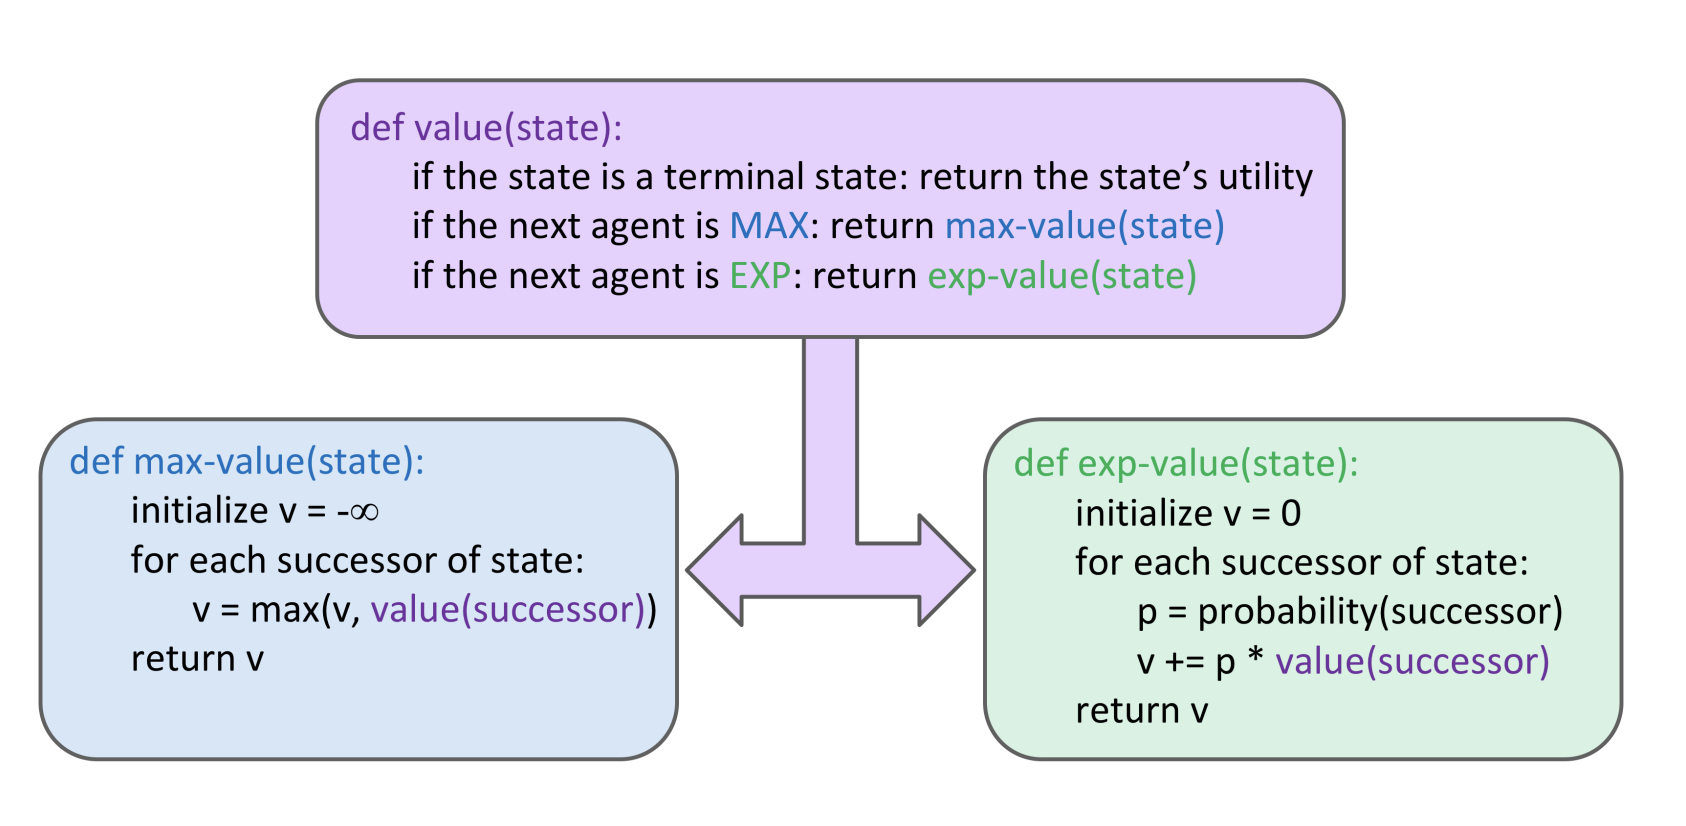 def value(state):
if the state is a terminal state: return the state’s utility
if the next agent is MAX: return max-value(state)
if the next agent is EXP: return exp-value(state)
def max-value(state):
initialize v = -∞
for each successor of state:
v = max(v, value(successor))
return v
def exp-value(state):
initialize v = 0
for each successor of state:
p = probability(successor)
v += p * value(successor)
return v